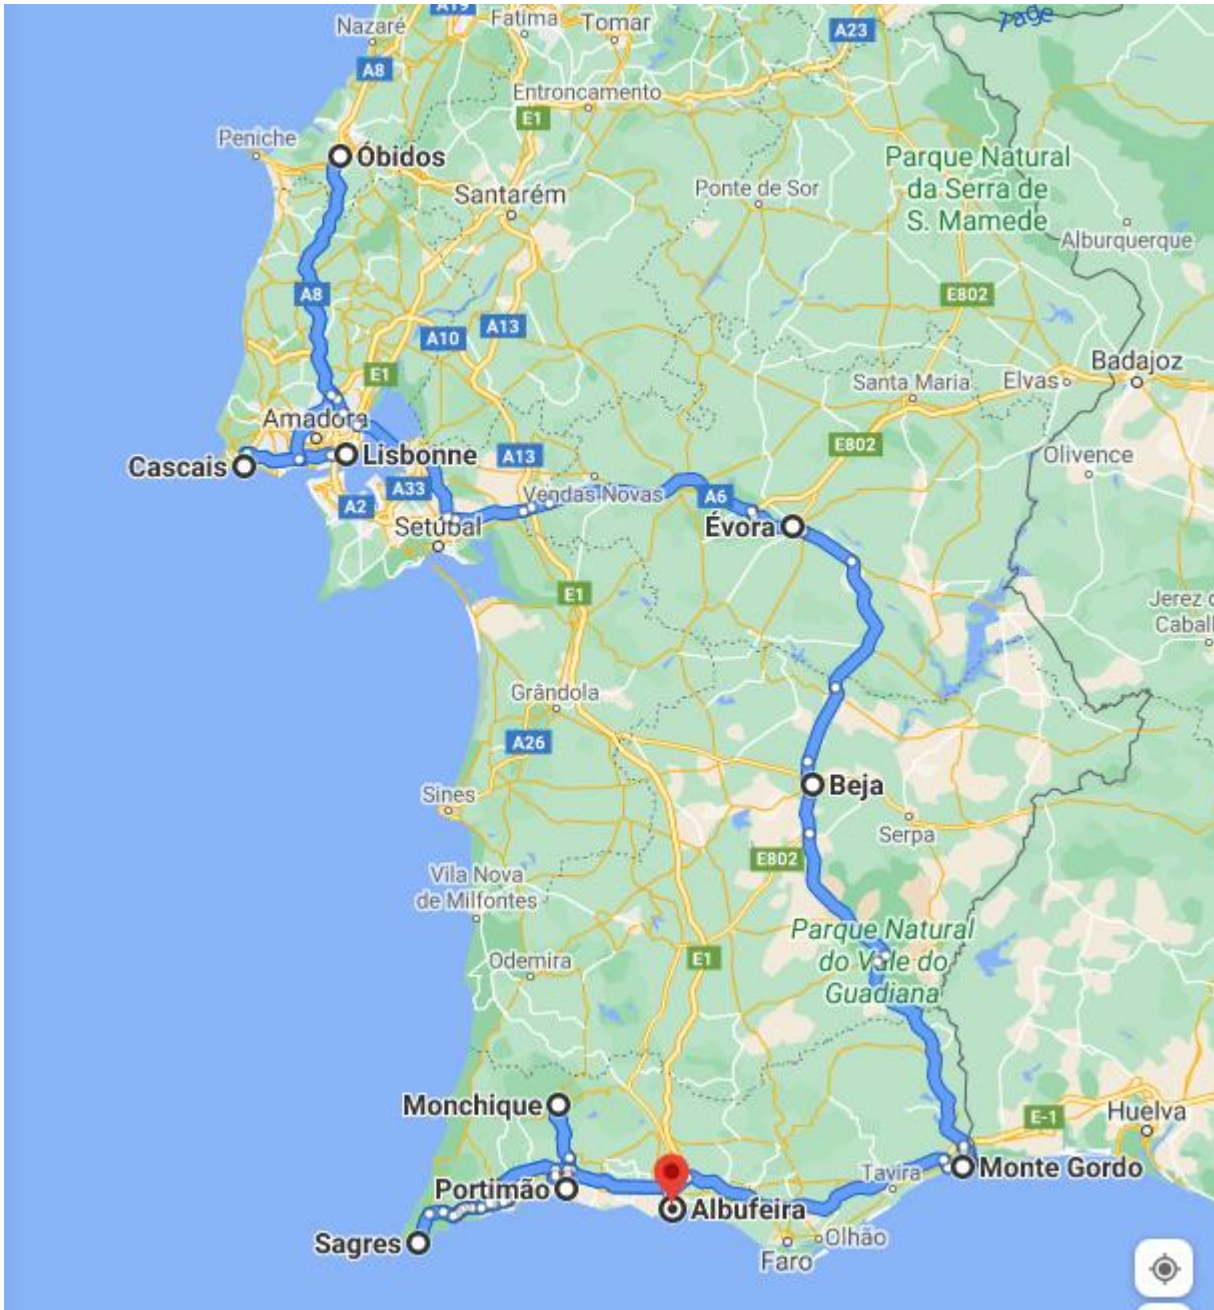 A19
Nazaré
Fatima
Tomar
A23
Page
A8
Entroncamento
E1
Peniche
Óbidos
Santarém
Ponte de Sor
Parque Natural
da Serra de
S. Mamede
Alburquerque
A8
A13
A10
E802
E1
Badajoz
Santa Maria
Elvas
Amadora
Cascais
Lisbonne
A13
E802
Olivence
A33
A2
Vendas Novas
A6
Setúbal
Évora
E1
Jerez
Cabal
Grândola
A26
Sines
Beja
Serpa
E802
Vila Nova
de Milfontes
Parque Natural
do Vale do
Guadiana
Odemira
E1
Monchique
E-1
Huelva
Portimão
Tavira
Monte Gordo
Albufeira
Sagres
Olhão
Faro